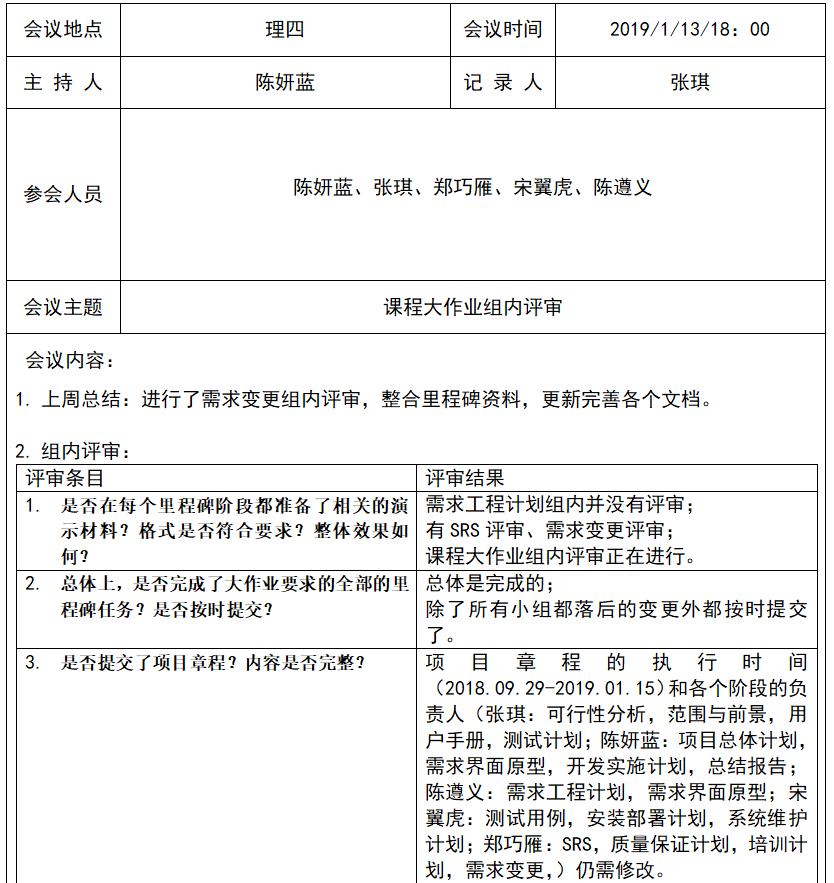 会议地点 理四 会议时间 2019/1/13/18：00
主 持 人 陈妍蓝 记 录 人 张琪
参会人员 陈妍蓝、张琪、郑巧雁、宋翼虎、陈遵义
会议主题 课程大作业组内评审
会议内容：
1. 上周总结：进行了需求变更组内评审，整合里程碑资料，更新完善各个文档。
2. 组内评审：
评审条目 评审结果
1. 是否在每个里程碑阶段都准备了相关的演
示材料？格式是否符合要求？整体效果如
何？
需求工程计划组内并没有评审；
有 SRS 评审、需求变更评审；
课程大作业组内评审正在进行。
2. 总体上，是否完成了大作业要求的全部的里
程碑任务？是否按时提交？
总体是完成的；
除了所有小组都落后的变更外都按时提交
了。
3. 是否提交了项目章程？内容是否完整？
项目章程的执行时间
（2018.09.29-2019.01.15）和各个阶段的负
责人（张琪：可行性分析，范围与前景，用
户手册，测试计划；陈妍蓝：项目总体计划，
需求界面原型，开发实施计划，总结报告；
陈遵义：需求工程计划，需求界面原型；宋
翼虎：测试用例，安装部署计划，系统维护
计划；郑巧雁：SRS，质量保证计划，培训计
划，需求变更，）仍需修改。